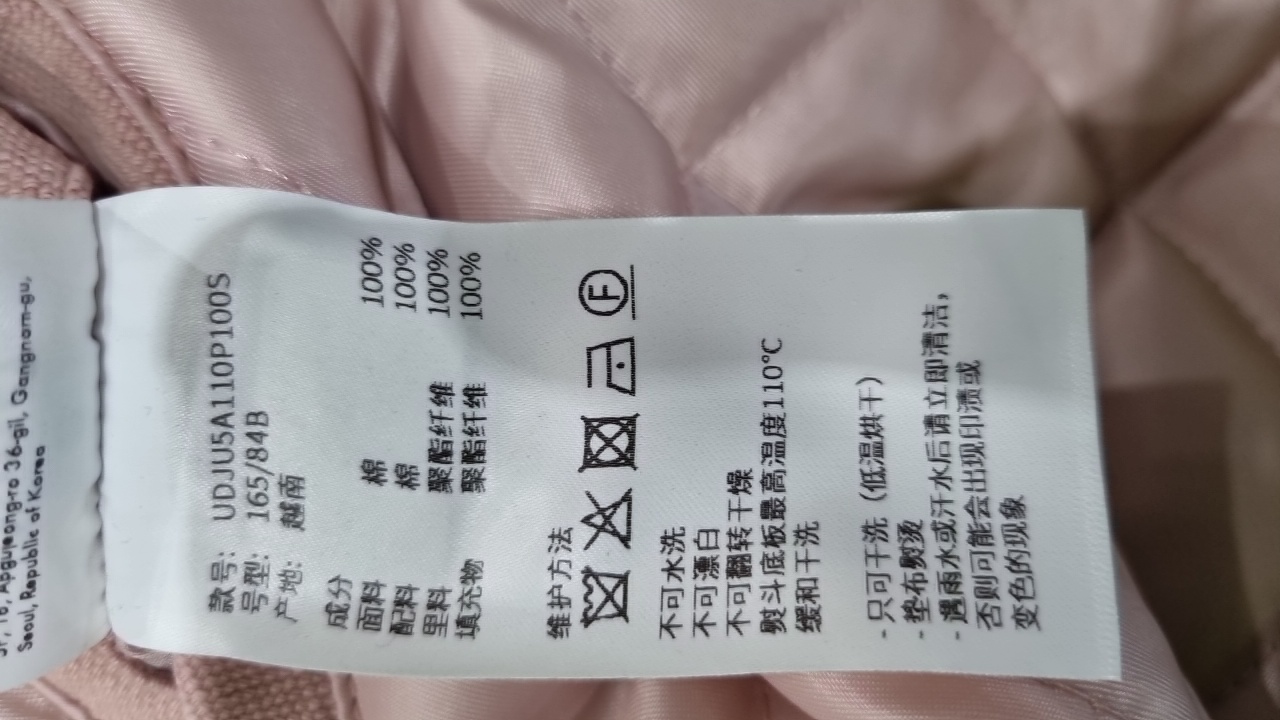 Apgujeong-ro 36-gil, Gangnam-gu,
Seoul, Republic of Korea
款号: UDJU5A110P100S
号型: 165/84B
产地: 越南
成分
面料 棉 100%
配料 棉 100%
里料 聚酯纤维 100%
填充物 聚酯纤维 100%
维护方法
F
不可水洗
不可漂白
不可翻转干燥
熨斗底板最高温度110℃
缓和干洗
- 只可干洗（低温烘干）
- 垫布熨烫
- 遇雨水或汗水后请立即清洁，
否则可能会出现印渍或
变色的现象